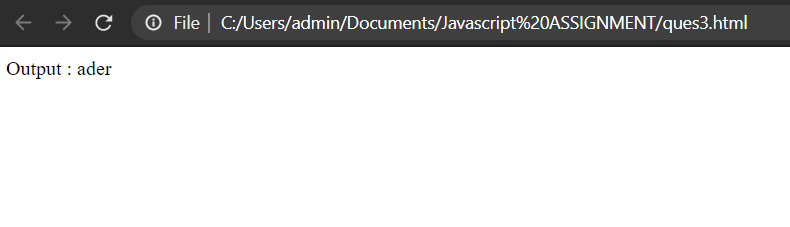 File | C:/Users/admin/Documents/Javascript%20ASSIGNMENT/ques3.html
Output : ader